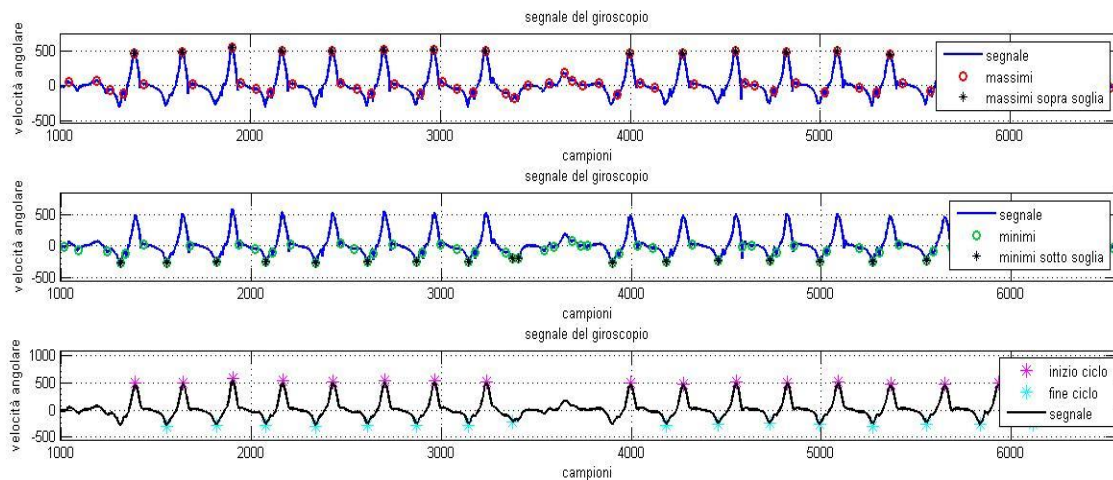 segnale del giroscopio
velocità angolare
500
0
-500
segnale
massimi
massimi sopra soglia
1000 2000 3000 4000 5000 6000
campioni
segnale del giroscopio
velocità angolare
500
0
-500
segnale
minimi
minimi sotto soglia
1000 2000 3000 4000 5000 6000
campioni
segnale del giroscopio
velocità angolare
1000
500
0
-500
inizio ciclo
fine ciclo
segnale
1000 2000 3000 4000 5000 6000
campioni